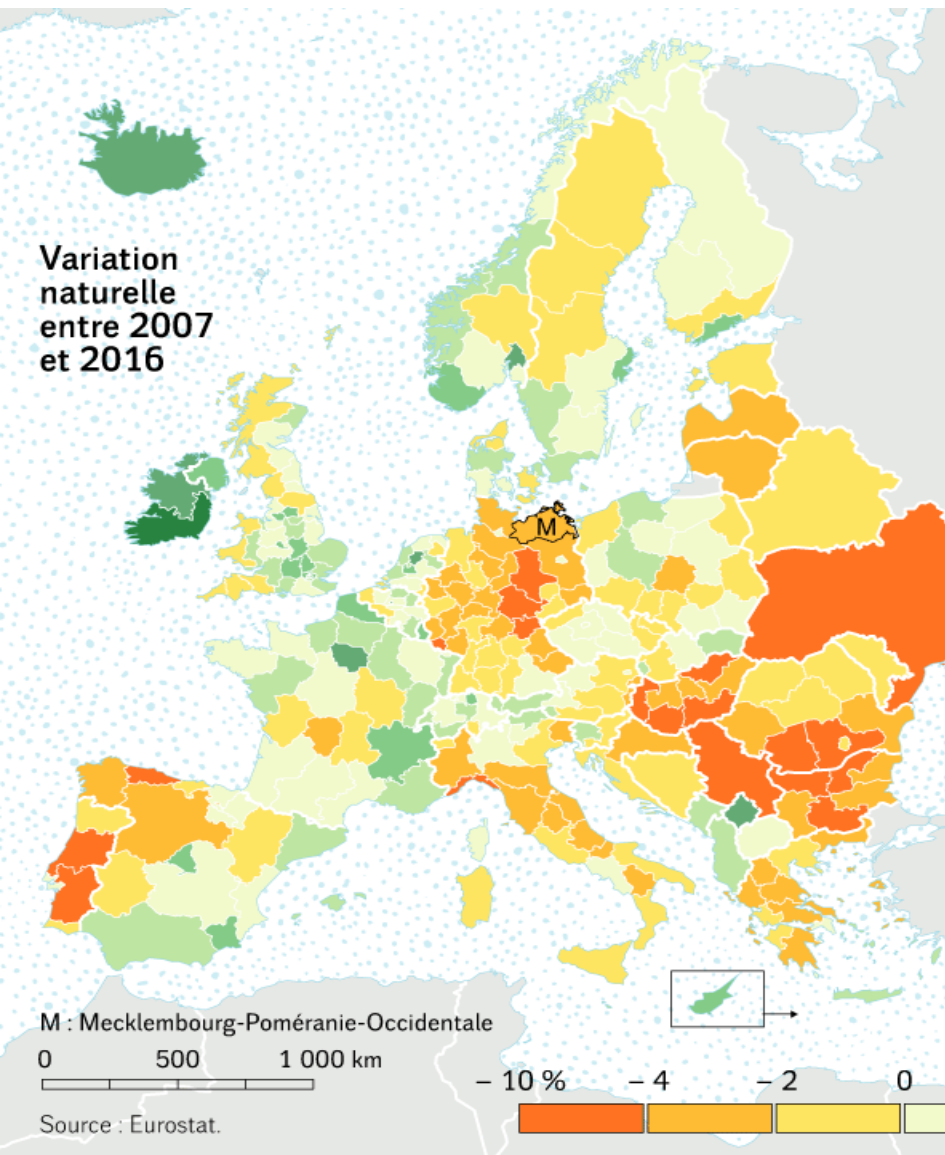 Variation
naturelle
entre 2007
et 2016
M
M : Mecklembourg-Poméranie-Occidentale
0 500 1 000 km
– 10 % – 4 – 2 0
Source : Eurostat.